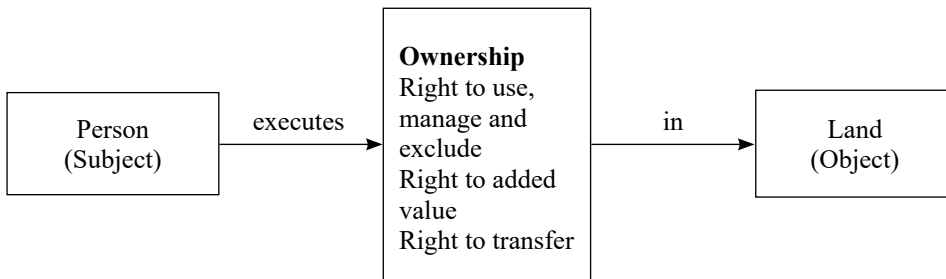 Person
(Subject)
executes
Ownership
Right to use,
manage and
exclude
Right to added
value
Right to transfer
in
Land
(Object)